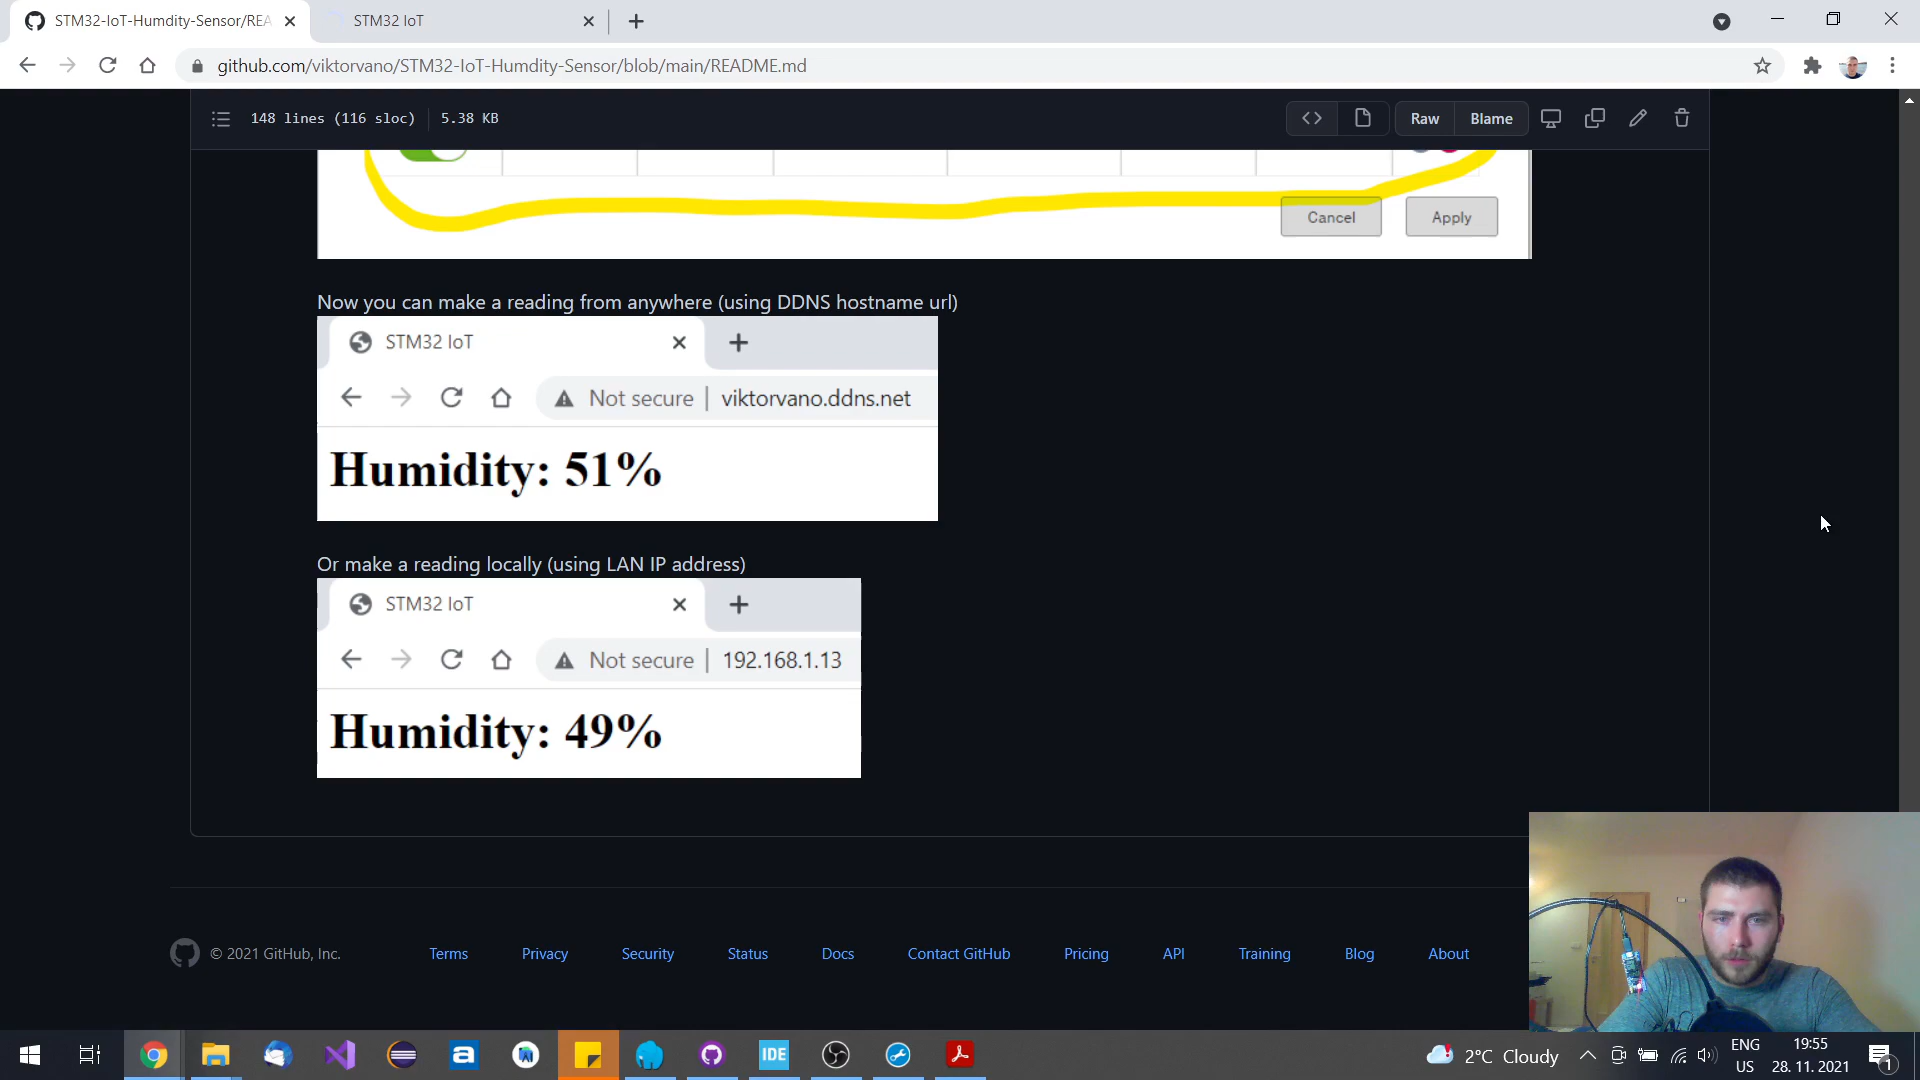 STM32-IoT-Humdity-Sensor/REA
STM32 IoT
github.com/viktorvano/STM32-IoT-Humdity-Sensor/blob/main/README.md
148 lines (116 sloc)
5.38 KB
Raw
Blame
Cancel
Apply
Now you can make a reading from anywhere (using DDNS hostname url)
STM32 IoT
Not secure | viktorvano.ddns.net
Humidity: 51%
Or make a reading locally (using LAN IP address)
STM32 IoT
Not secure | 192.168.1.13
Humidity: 49%
© 2021 GitHub, Inc.
Terms
Privacy
Security
Status
Docs
Contact GitHub
Pricing
API
Training
Blog
About
a
IDE
2°C Cloudy
ENG
US
19:55
28. 11. 2021
1